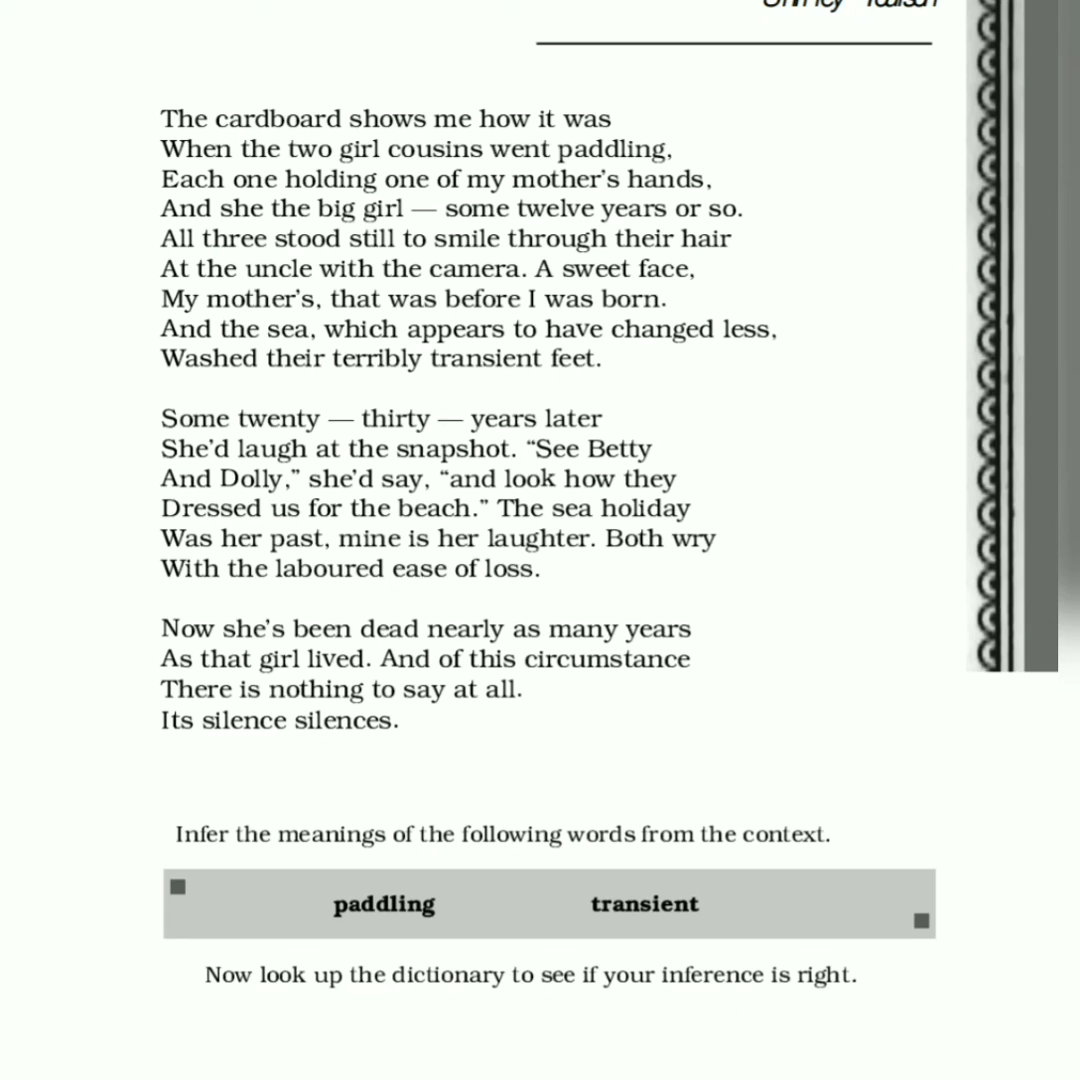 The cardboard shows me how it was
When the two girl cousins went paddling,
Each one holding one of my mother's hands,
And she the big girl — some twelve years or so.
All three stood still to smile through their hair
At the uncle with the camera. A sweet face,
My mother's, that was before I was born.
And the sea, which appears to have changed less,
Washed their terribly transient feet.
Some twenty — thirty — years later
She'd laugh at the snapshot. “See Betty
And Dolly,” she'd say, “and look how they
Dressed us for the beach.” The sea holiday
Was her past, mine is her laughter. Both wry
With the laboured ease of loss.
Now she's been dead nearly as many years
As that girl lived. And of this circumstance
There is nothing to say at all.
Its silence silences.
Infer the meanings of the following words from the context.
paddling transient
Now look up the dictionary to see if your inference is right.